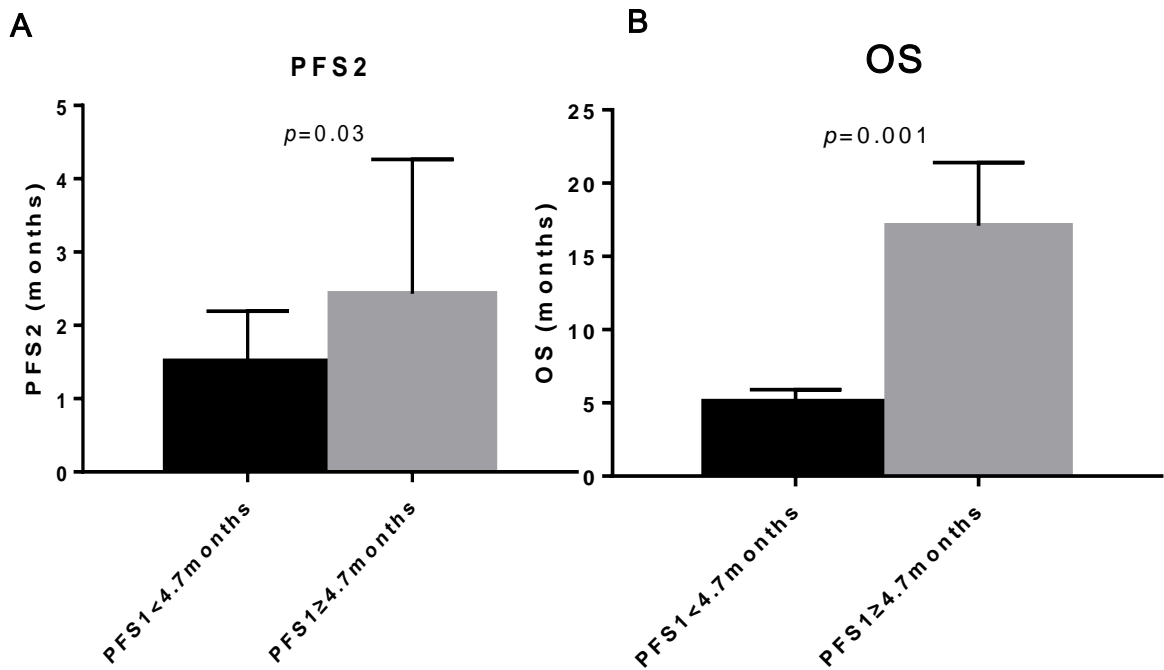 A
PFS2
5
4
3
2
1
0
PFS2 (months)
p=0.03
PFS1<4.7months
PFS1≥4.7months
B
OS
25
20
15
10
5
0
OS (months)
p=0.001
PFS1<4.7months
PFS1≥4.7months